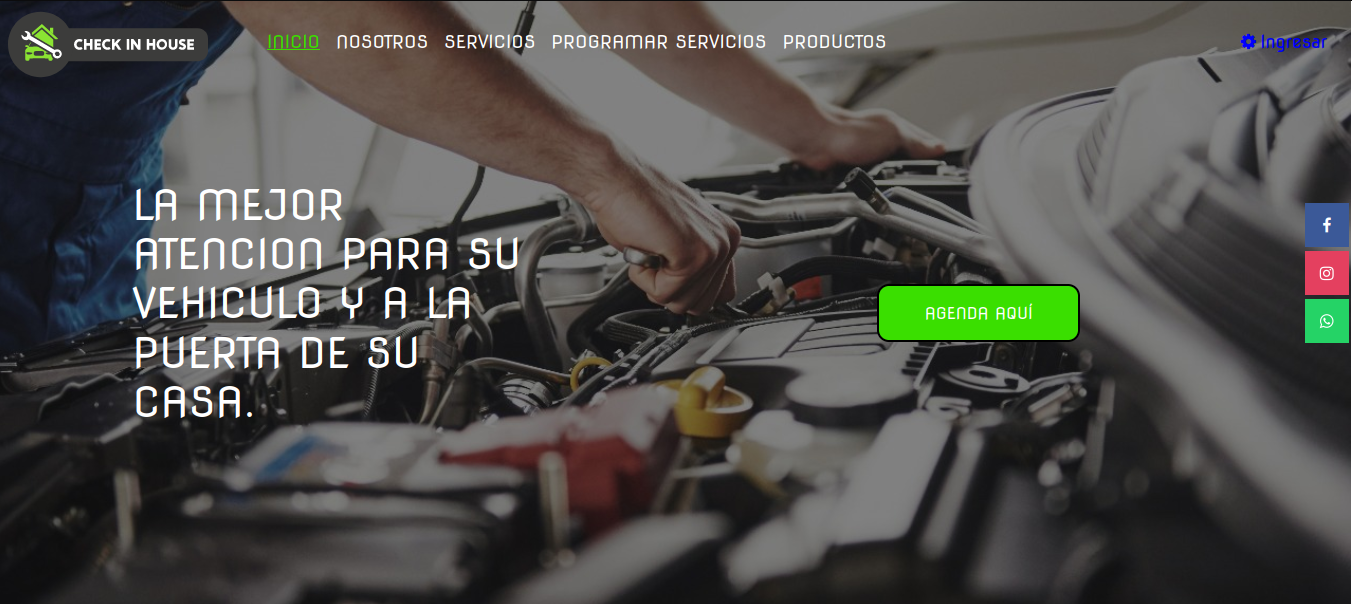 CHECK IN HOUSE
INICIO NOSOTROS SERVICIOS PROGRAMAR SERVICIOS PRODUCTOS
Ingresar
LA MEJOR
ATENCION PARA SU
VEHICULO Y A LA
PUERTA DE SU
CASA.
AGENDA AQUÍ